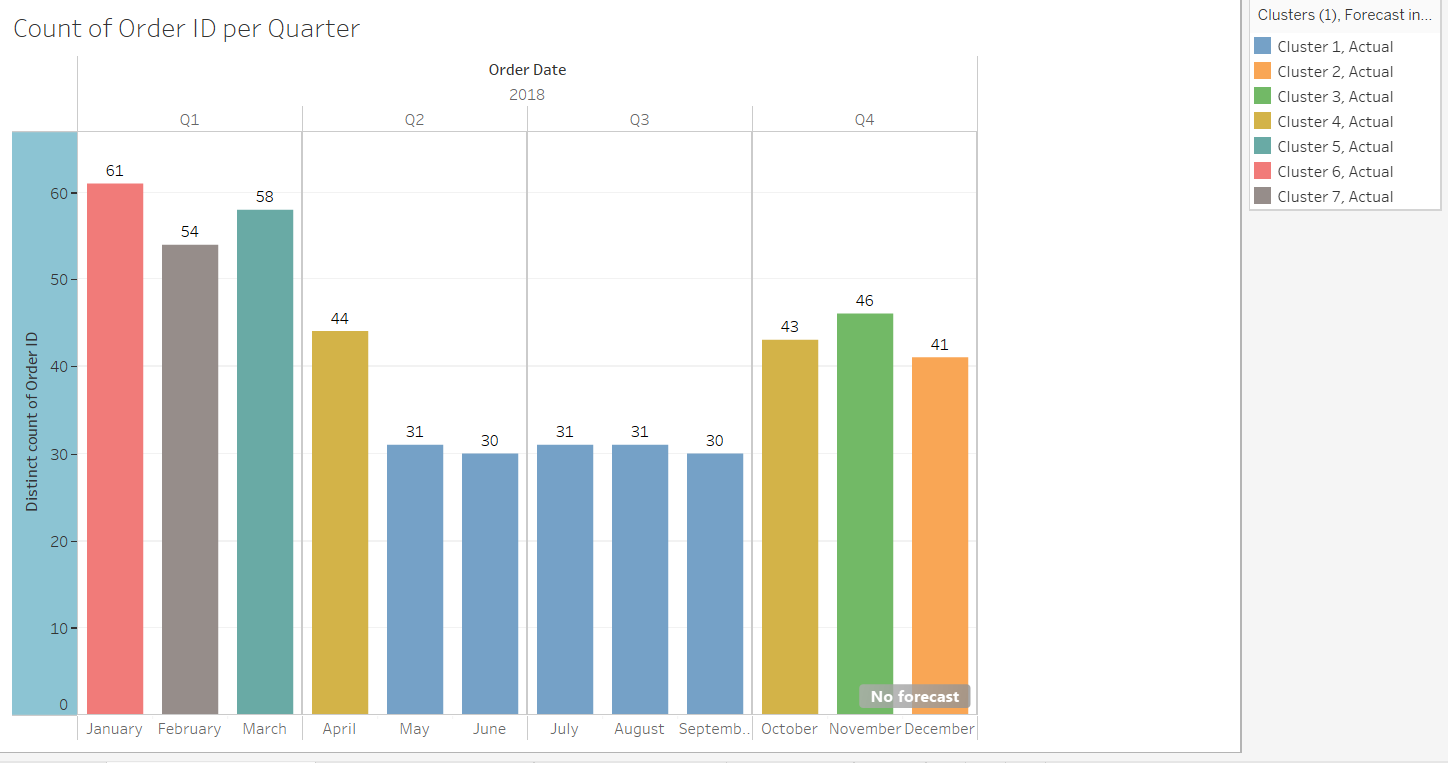 Count of Order ID per Quarter
Clusters (1), Forecast in...
Cluster 1, Actual
Cluster 2, Actual
Cluster 3, Actual
Cluster 4, Actual
Cluster 5, Actual
Cluster 6, Actual
Cluster 7, Actual
Order Date
2018
Q1 Q2 Q3 Q4
Distinct count of Order ID
60
50
40
30
20
10
0
61 54 58 44 31 30 31 31 30 43 46 41
No forecast
January February March April May June July August Septemb.. October November December